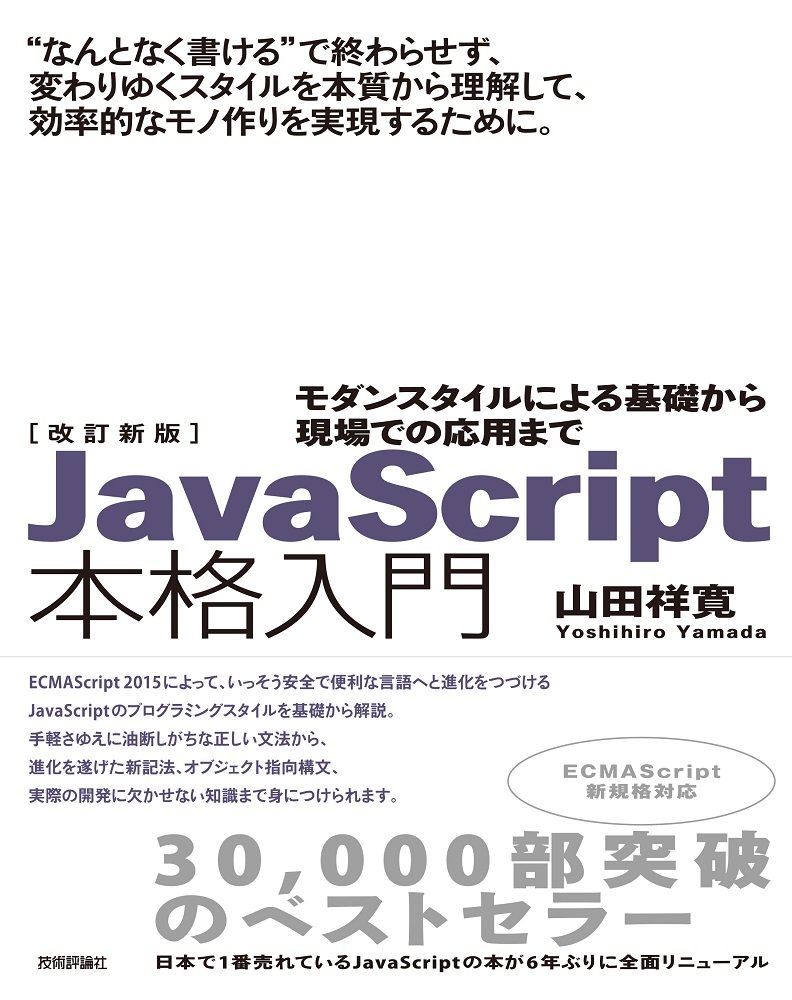 “なんとなく書ける”で終わらせず、
変わりゆくスタイルを本質から理解して、
効率的なモノ作りを実現するために。
モダンスタイルによる基礎から
現場での応用まで
[改訂新版]
JavaScript
本格入門
山田祥寛
Yoshihiro Yamada
ECMAScript 2015によって、いっそう安全で便利な言語へと進化をつづける
JavaScriptのプログラミングスタイルを基礎から解説。
手軽さゆえに油断しがちな正しい文法から、
進化を遂げた新記法、オブジェクト指向構文、
実際の開発に欠かせない知識まで身につけられます。
ECMAScript
新規格対応
30,000部突破
のベストセラー
技術評論社
日本で1番売れているJavaScriptの本が6年ぶりに全面リニューアル